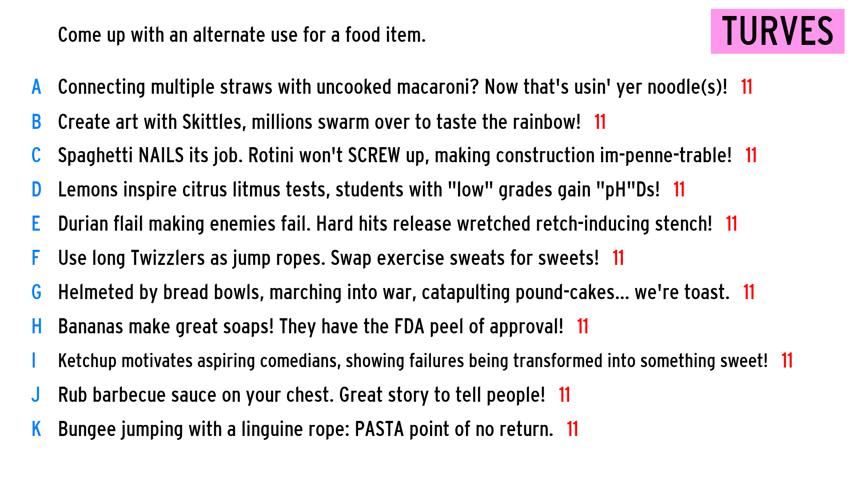 Come up with an alternate use for a food item.
TURVES
A Connecting multiple straws with uncooked macaroni? Now that's usin' yer noodle(s)! 11
B Create art with Skittles, millions swarm over to taste the rainbow! 11
C Spaghetti NAILS its job. Rotini won't SCREW up, making construction im-penne-trable! 11
D Lemons inspire citrus litmus tests, students with "low" grades gain "pH"Ds! 11
E Durian flail making enemies fail. Hard hits release wretched retch-inducing stench! 11
F Use long Twizzlers as jump ropes. Swap exercise sweats for sweets! 11
G Helmeted by bread bowls, marching into war, catapulting pound-cakes... we're toast. 11
H Bananas make great soaps! They have the FDA peel of approval! 11
I Ketchup motivates aspiring comedians, showing failures being transformed into something sweet! 11
J Rub barbecue sauce on your chest. Great story to tell people! 11
K Bungee jumping with a linguine rope: PASTA point of no return. 11